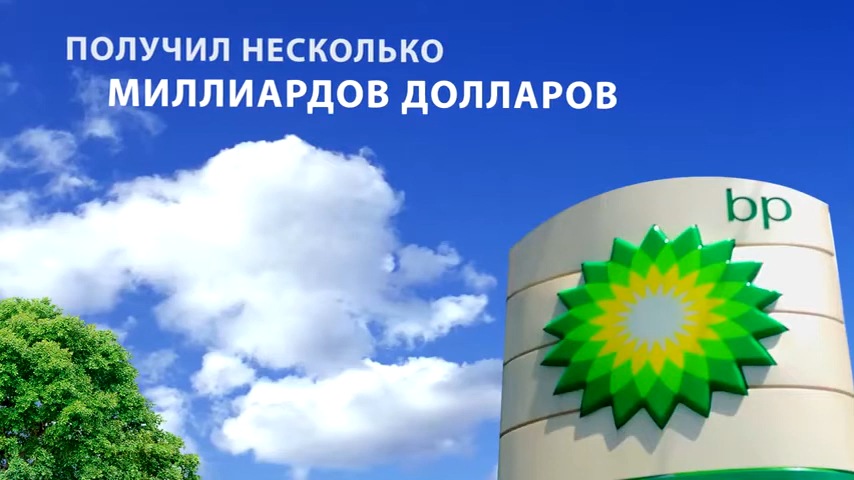 ПОЛУЧИЛ НЕСКОЛЬКО
МИЛЛИАРДОВ ДОЛЛАРОВ
bp